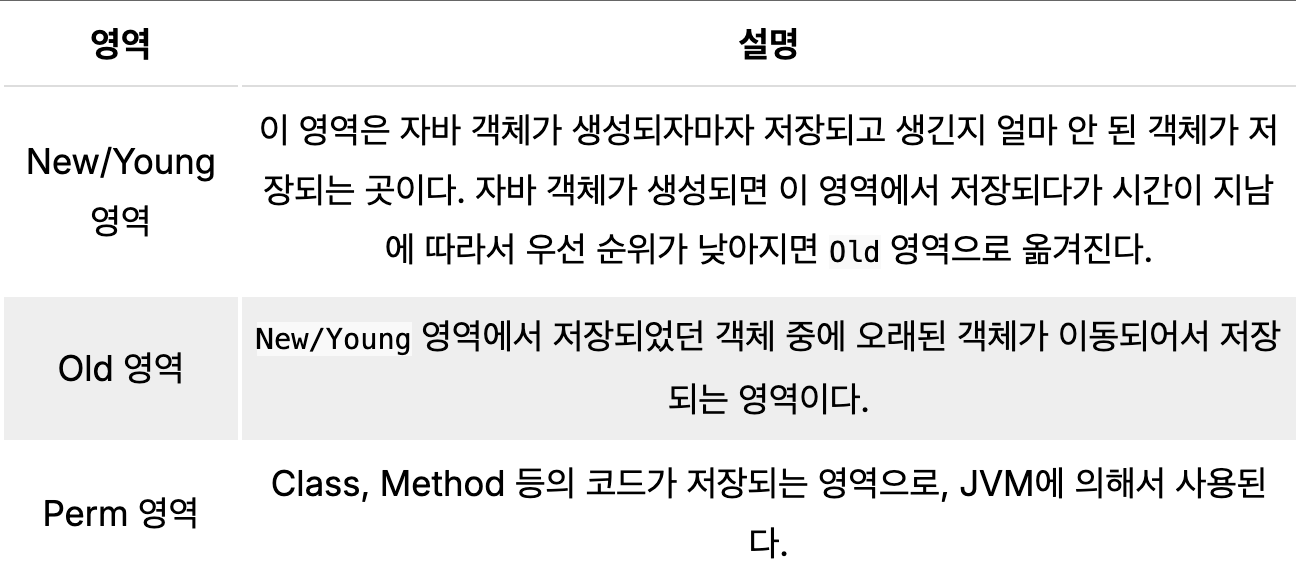 영역 설명
New/Young
영역
이 영역은 자바 객체가 생성되자마자 저장되고 생긴지 얼마 안 된 객체가 저
장되는 곳이다. 자바 객체가 생성되면 이 영역에서 저장되다가 시간이 지남
에 따라서 우선 순위가 낮아지면 Old 영역으로 옮겨진다.
Old 영역
New/Young 영역에서 저장되었던 객체 중에 오래된 객체가 이동되어서 저장
되는 영역이다.
Perm 영역
Class, Method 등의 코드가 저장되는 영역으로, JVM에 의해서 사용된
다.